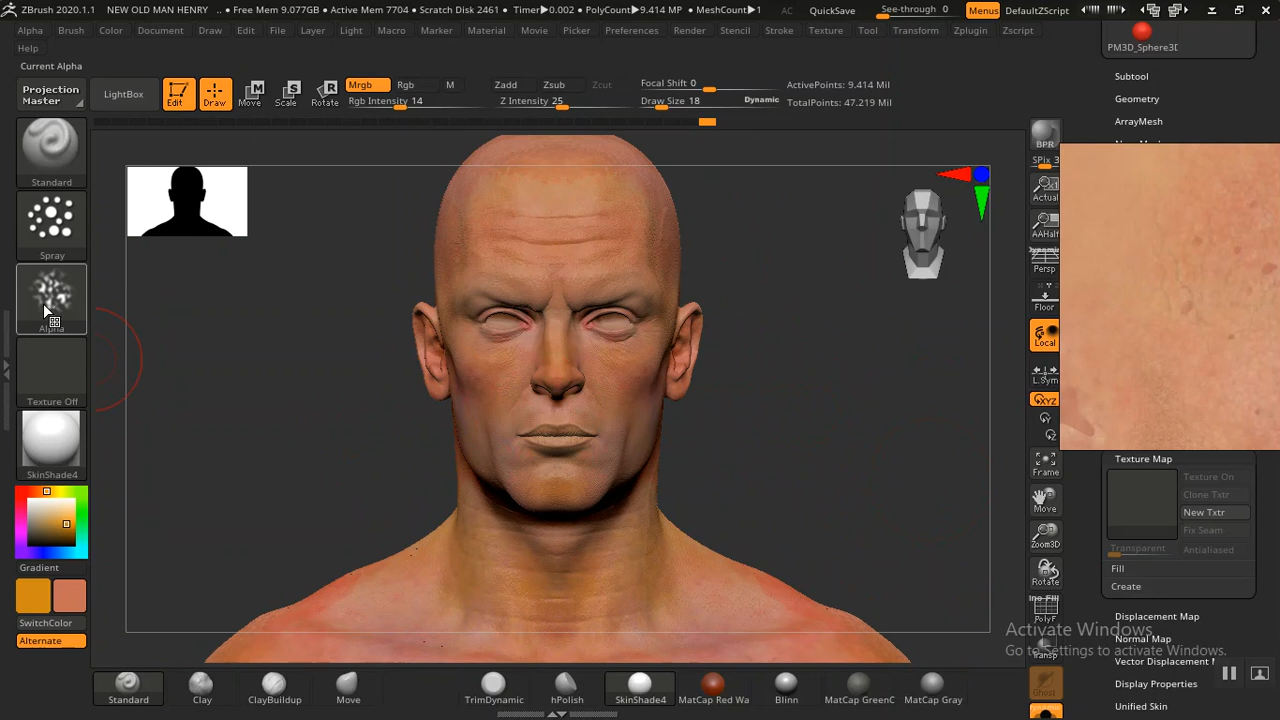 ZBrush 2020.1.1 NEW OLD MAN HENRY .. • Free Mem 9.077GB • Active Mem 7704 • Scratch Disk 2461 • Timer▶0.002 • PolyCount▶9.414 MP • MeshCount▶1 AC QuickSave See-through 0 Menus DefaultZScript
Alpha Brush Color Document Draw Edit File Layer Light Macro Marker Material Movie Picker Preferences Render Stencil Stroke Texture Tool Transform Zplugin Zscript
Help
Current Alpha
PM3D_Sphere3D
Projection Master
LightBox
Edit Draw Move Scale Rotate
Mrgb Rgb M
Rgb Intensity 14
Zadd Zsub Zcut
Z Intensity 25
Focal Shift 0
Draw Size 18 Dynamic
ActivePoints: 9.414 Mil
TotalPoints: 47.219 Mil
Subtool
Geometry
ArrayMesh
Standard
Spray
Alpha
Texture Off
SkinShade4
Gradient
SwitchColor
Alternate
BPR
SPix 3
Actual
AAHalf
Dynamic
Persp
Floor
Local
L.Sym
XYZ
Y
Z
Frame
Move
Zoom3D
Rotate
Line Fill
PolyF
Transp
Ghost
Texture Map
Texture On
Clone Txtr
New Txtr
Fix Seam
Transparent Antialiased
Fill
Create
Displacement Map
Normal Map
Vector Displacement M
Display Properties
Unified Skin
Activate Windows
Go to Settings to activate Windows.
Standard Clay ClayBuildup Move TrimDynamic hPolish SkinShade4 MatCap Red Wa Blinn MatCap GreenC MatCap Gray